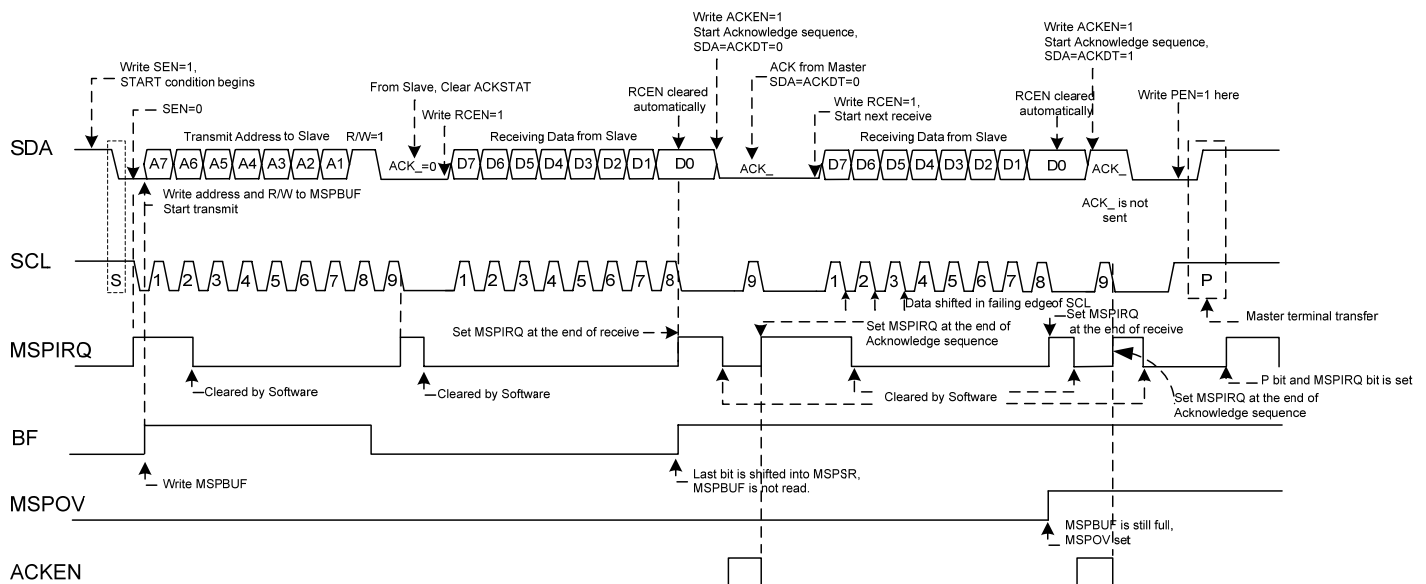 Write SEN=1,
START condition begins
SEN=0
From Slave, Clear ACKSTAT
Write RCEN=1
RCEN cleared
automatically
Write ACKEN=1
Start Acknowledge sequence,
SDA=ACKDT=0
ACK from Master
SDA=ACKDT=0
Write RCEN=1,
Start next receive
Write ACKEN=1
Start Acknowledge sequence,
SDA=ACKDT=1
RCEN cleared
automatically
Write PEN=1 here
SDA
Transmit Address to Slave
R/W=1
Receiving Data from Slave
Receiving Data from Slave
A7 A6 A5 A4 A3 A2 A1 ACK_=0 D7 D6 D5 D4 D3 D2 D1 D0 ACK_ D7 D6 D5 D4 D3 D2 D1 D0 ACK_
Write address and R/W to MSPBUF
Start transmit
ACK_ is not
sent
SCL
S 1 2 3 4 5 6 7 8 9 1 2 3 4 5 6 7 8 9 1 2 3 4 5 6 7 8 9 P
Data shifted in failing edge of SCL
MSPIRQ
Set MSPIRQ at the end of receive
Set MSPIRQ at the end of
Acknowledge sequence
Set MSPIRQ
at the end of receive
Master terminal transfer
Cleared by Software
Cleared by Software
Cleared by Software
P bit and MSPIRQ bit is set
Set MSPIRQ at the end of
Acknowledge sequence
BF
Write MSPBUF
Last bit is shifted into MSPSR,
MSPBUF is not read.
MSPOV
MSPBUF is still full,
MSPOV set
ACKEN